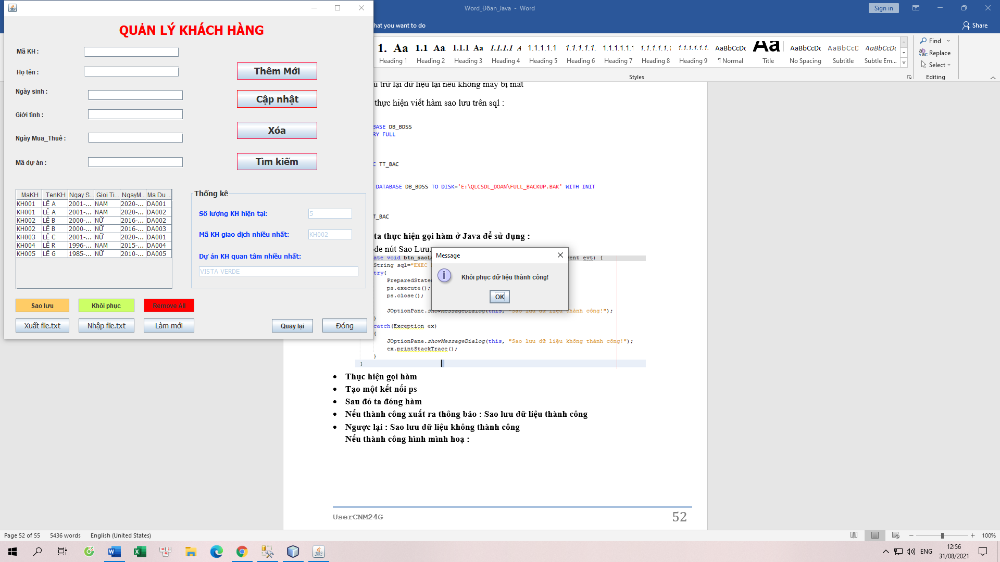 QUẢN LÝ KHÁCH HÀNG
Mã KH :
Họ tên :
Ngày sinh :
Giới tính :
Ngày Mua_Thuê :
Mã dự án :
Thêm Mới
Cập nhật
Xóa
Tìm kiếm
MaKH TenKH Ngay S... Gioi Ti... NgayM... Ma Du ...
KH001 LÊ A 2001-... NAM 2020-... DA001
KH001 LÊ A 2001-... NAM 2020-... DA002
KH002 LÊ B 2000-... NỮ 2016-... DA002
KH002 LÊ B 2000-... NỮ 2016-... DA003
KH003 LÊ C 2001-... NỮ 2020-... DA001
KH004 LÊ R 1996-... NAM 2015-... DA004
KH005 LÊ G 1985-... NỮ 2010-... DA005
Thống kê
Số lượng KH hiện tại: 5
Mã KH giao dịch nhiều nhất: KH002
Dự án KH quan tâm nhiều nhất:
VISTA VERDE
Sao lưu Khôi phục Remove All
Xuất file.txt Nhập file.txt Làm mới Quay lại Đóng
Word_Đồan_Java - Word
Sign in
hat you want to do
Share
1. Aa 1.1 Aa 1.1.1 Aa 1.1.1.1 A 1.1.1.1.1 1.1.1.1.1. 1.1.1.1.1.1 1.1.1.1.1.1. 1.1.1.1.1.1. AaBbCcDc Aa AaBbCcDc AaBbCcD AaBbCcDc
Heading 1 Heading 2 Heading 3 Heading 4 Heading 5 Heading 6 Heading 7 Heading 8 Heading 9 ¶ Normal Title No Spacing Subtitle Subtle Em...
Styles
Find
Replace
Select
Editing
u trữ lại dữ liệu lại nếu không may bị mất
thực hiện viết hàm sao lưu trên sql :
BASE DB_BDSS
RY FULL
C TT_BAC
DATABASE DB_BDSS TO DISK='E:\QLCSDL_DOAN\FULL_BACKUP.BAK' WITH INIT
T_BAC
ta thực hiện gọi hàm ở Java để sử dụng :
de nút Sao Lưu:
ate void btn_saoL vent evt) {
String sql="EXEC
try{
PreparedState
ps.execute();
ps.close();
JOptionPane.showMessageDialog(this, "Sao lưu dữ liệu thành công!");
}
catch(Exception ex)
{
JOptionPane.showMessageDialog(this, "Sao lưu dữ liệu không thành công!");
ex.printStackTrace();
}
}
Message
Khôi phục dữ liệu thành công!
OK
• Thực hiện gọi hàm
• Tạo một kết nối ps
• Sau đó ta đóng hàm
• Nếu thành công xuất ra thông báo : Sao lưu dữ liệu thành công
• Ngược lại : Sao lưu dữ liệu không thành công
Nếu thành công hình mình hoạ :
UserCNM24G
52
Page 52 of 55 5436 words English (United States)
100%
ENG
12:56
31/08/2021